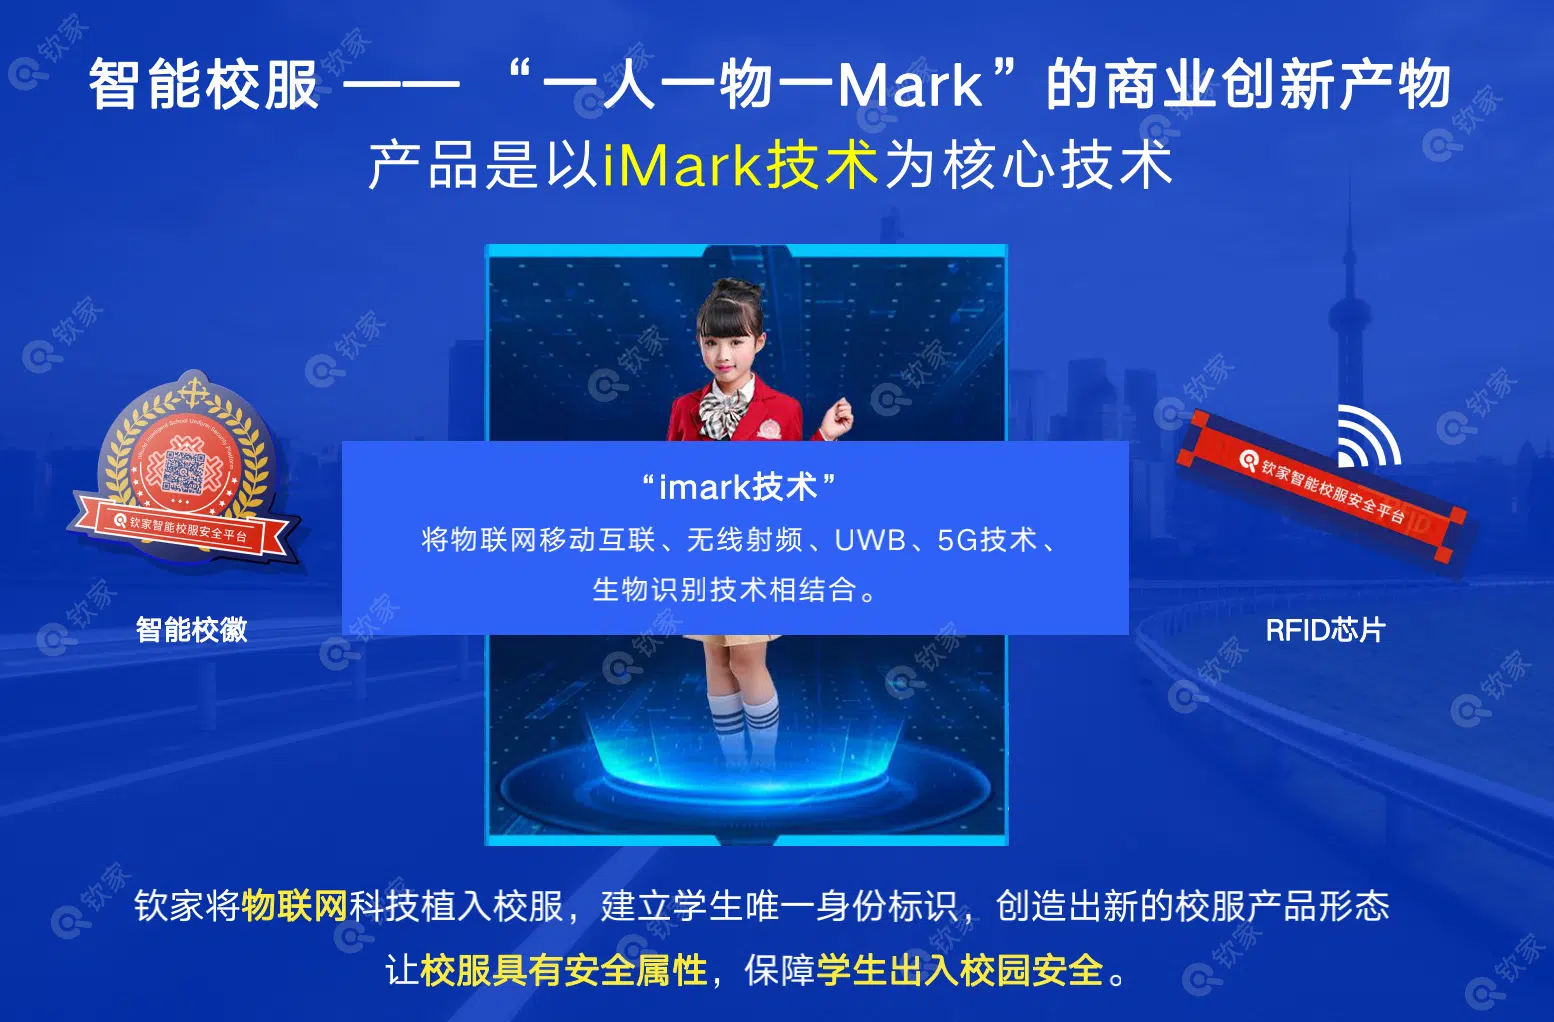 智能校服 —— “一人一物一Mark”的商业创新产物
产品是以iMark技术为核心技术
“imark技术”
将物联网移动互联、无线射频、UWB、5G技术、
生物识别技术相结合。
钦家智能校服安全平台
智能校徽
钦家智能校服安全平台
RFID芯片
钦家将物联网科技植入校服，建立学生唯一身份标识，创造出新的校服产品形态
让校服具有安全属性，保障学生出入校园安全。
钦家